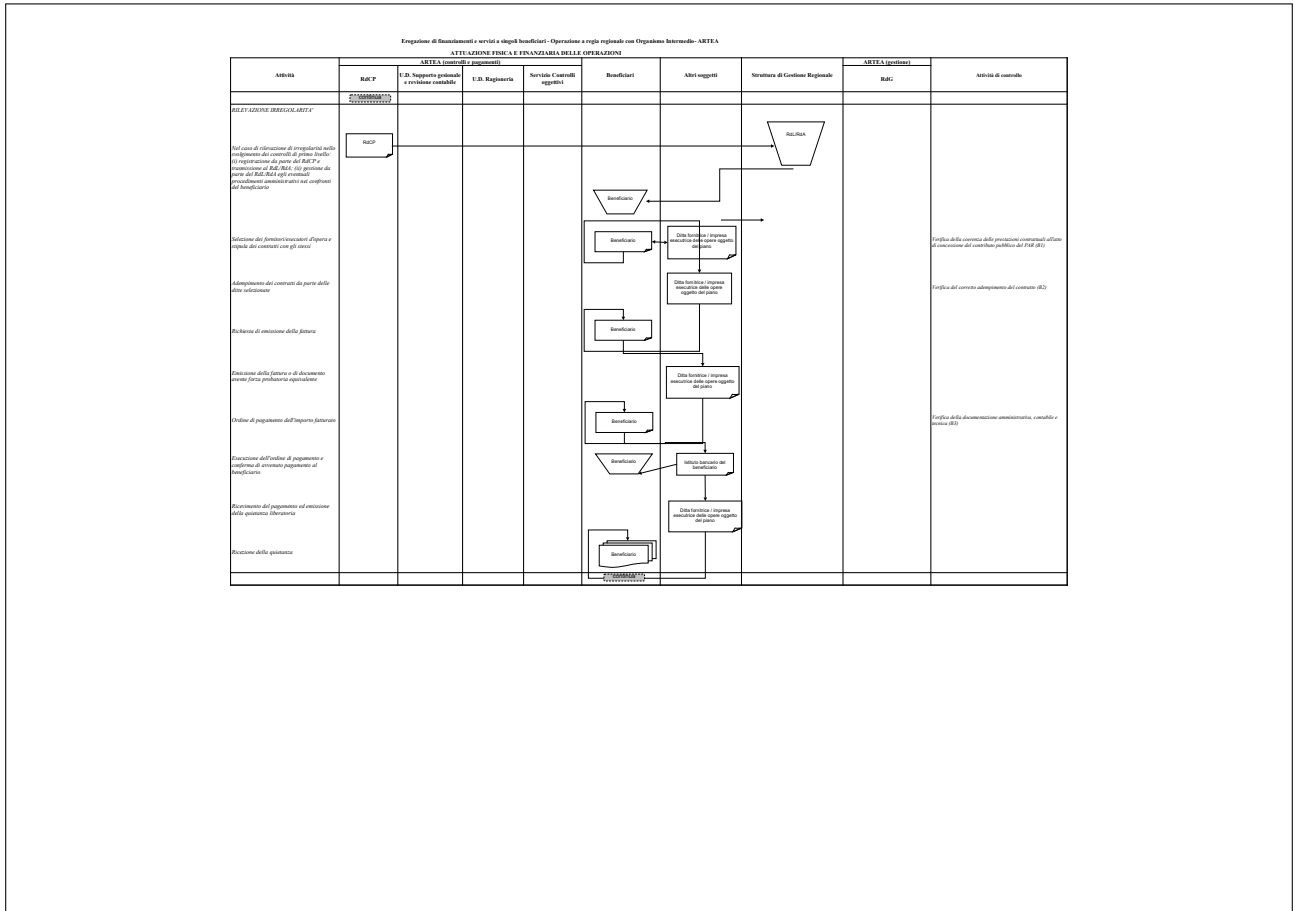 Erogazione di finanziamenti e servizi a singoli beneficiari - Operazione a regia regionale con Organismo Intermedio- ARTEA
ATTUAZIONE FISICA E FINANZIARIA DELLE OPERAZIONI
Attività
ARTEA (controlli e pagamenti)
RdCP
U.D. Supporto gesionale
e revisione contabile
U.D. Ragioneria
Servizio Controlli
oggettivi
Beneficiari
Altri soggetti
Struttura di Gestione Regionale
ARTEA (gestione)
RdG
Attività di controllo
continua
RILEVAZIONE IRREGOLARITA'
Nel caso di rilevazione di irregolarità nello
svolgimento dei controlli di primo livello:
(i) registrazione da parte del RdCP e
trasmissione al RdL/RdA; (ii) gestione da
parte del RdL/RdA egli eventuali
procedimenti amministrativi nei confronti
del beneficiario
RdCP
RdL/RdA
Beneficiario
Selezione dei fornitori/esecutori d'opera e
stipula dei contratti con gli stessi
Beneficiario
Ditta fornitrice / impresa
esecutrice delle opere oggetto
del piano
Verifica della coerenza delle prestazioni contrattuali all'atto
di concessione del contributo pubblico del PAR (B1)
Adempimento dei contratti da parte delle
ditte selezionate
Ditta fornitrice / impresa
esecutrice delle opere
oggetto del piano
Verifica del corretto adempimento del contratto (B2)
Richiesta di emissione della fattura
Beneficiario
Emissione della fattura o di documento
avente forza probatoria equivalente
Ditta fornitrice / impresa
esecutrice delle opere oggetto
del piano
Ordine di pagamento dell'importo fatturato
Beneficiario
Verifica della documentazione amministrativa, contabile e
tecnica (B3)
Esecuzione dell'ordine di pagamento e
conferma di avvenuto pagamento al
beneficiario
Beneficiario
Istituto bancario del
beneficiario
Ricevimento del pagamento ed emissione
della quietanza liberatoria
Ditta fornitrice / impresa
esecutrice delle opere oggetto
del piano
Ricezione della quietanza
Beneficiario
continua